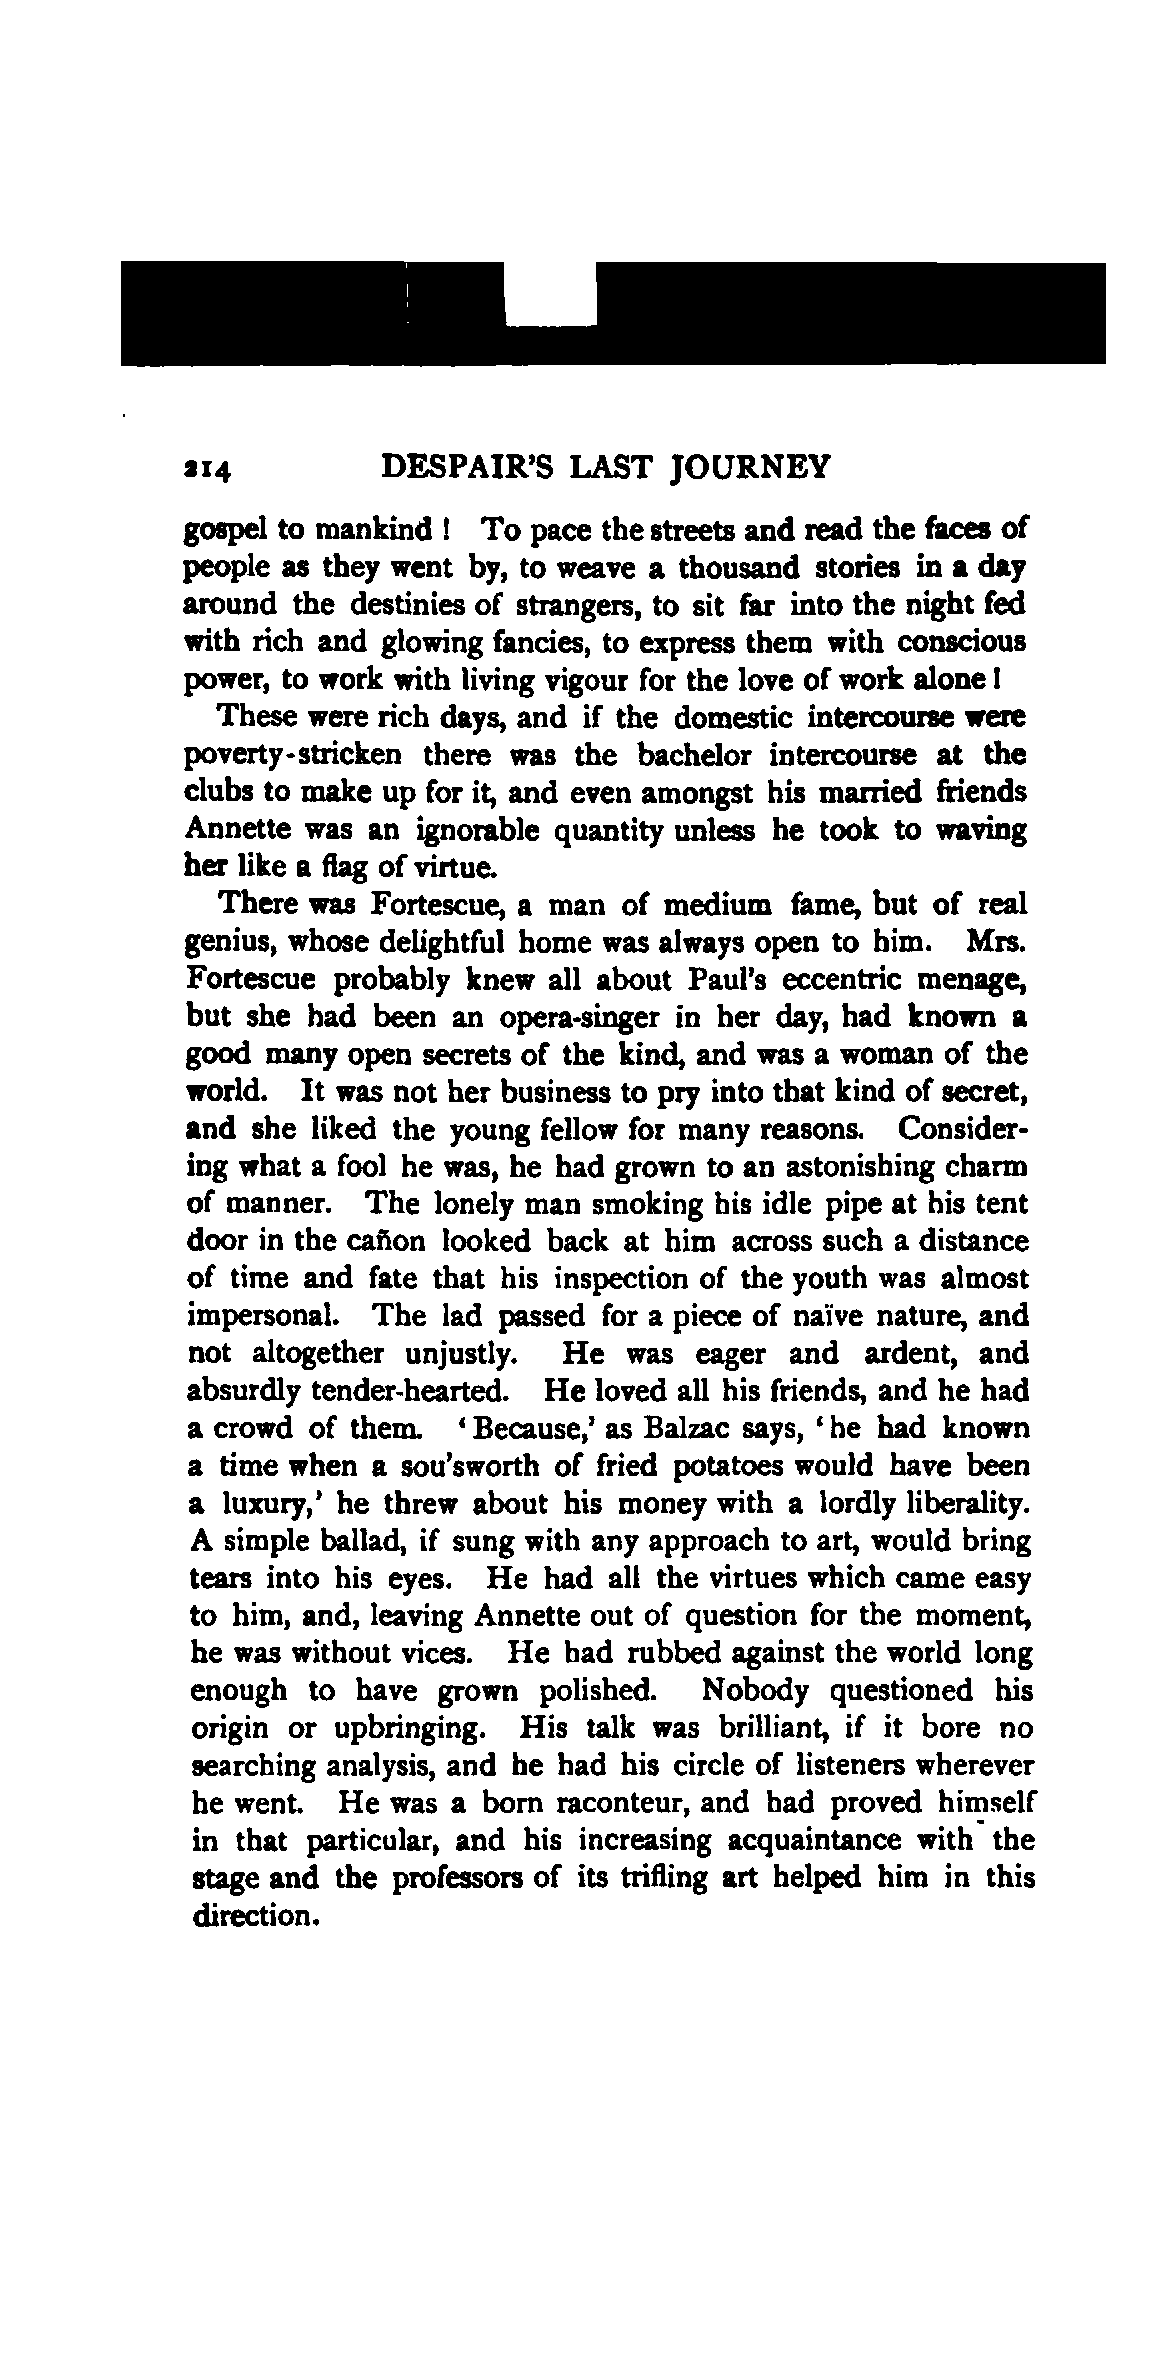 214 DESPAIR'S LAST JOURNEY
gospel to mankind! To pace the streets and read the faces of
people as they went by, to weave a thousand stories in a day
around the destinies of strangers, to sit far into the night fed
with rich and glowing fancies, to express them with conscious
power, to work with living vigour for the love of work alone!
These were rich days, and if the domestic intercourse were
poverty-stricken there was the bachelor intercourse at the
clubs to make up for it, and even amongst his married friends
Annette was an ignorable quantity unless he took to waving
her like a flag of virtue.
There was Fortescue, a man of medium fame, but of real
genius, whose delightful home was always open to him. Mrs.
Fortescue probably knew all about Paul's eccentric menage,
but she had been an opera-singer in her day, had known a
good many open secrets of the kind, and was a woman of the
world. It was not her business to pry into that kind of secret,
and she liked the young fellow for many reasons. Consider-
ing what a fool he was, he had grown to an astonishing charm
of manner. The lonely man smoking his idle pipe at his tent
door in the cañon looked back at him across such a distance
of time and fate that his inspection of the youth was almost
impersonal. The lad passed for a piece of naïve nature, and
not altogether unjustly. He was eager and ardent, and
absurdly tender-hearted. He loved all his friends, and he had
a crowd of them. 'Because,' as Balzac says, 'he had known
a time when a sou'sworth of fried potatoes would have been
a luxury,' he threw about his money with a lordly liberality.
A simple ballad, if sung with any approach to art, would bring
tears into his eyes. He had all the virtues which came easy
to him, and, leaving Annette out of question for the moment,
he was without vices. He had rubbed against the world long
enough to have grown polished. Nobody questioned his
origin or upbringing. His talk was brilliant, if it bore no
searching analysis, and he had his circle of listeners wherever
he went. He was a born raconteur, and had proved himself
in that particular, and his increasing acquaintance with the
stage and the professors of its trifling art helped him in this
direction.